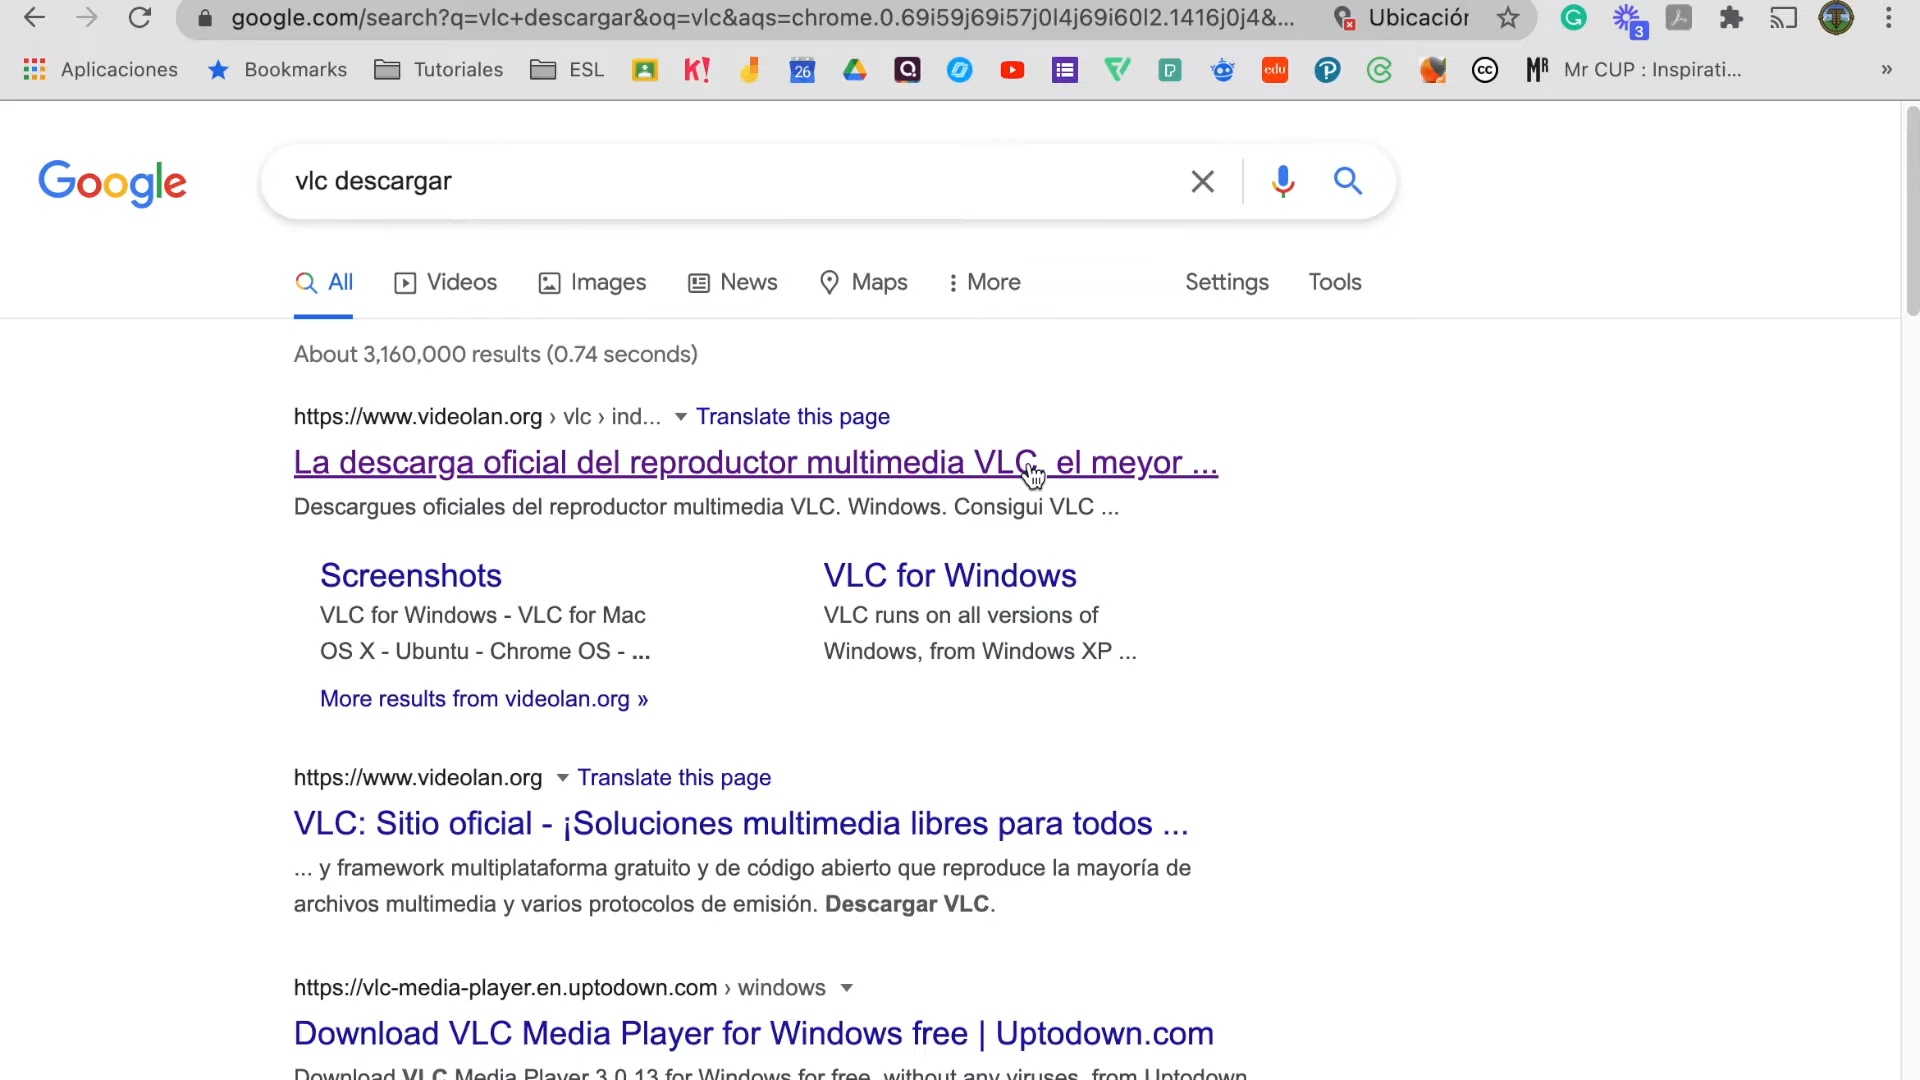 google.com/search?q=vlc+descargar&oq=vlc&aqs=chrome.0.69i59j69i57j0l4j69i60l2.1416j0j4&... Ubicación
3
Aplicaciones Bookmarks Tutoriales ESL K! 26 edu cc Mr CUP : Inspirati... »
Google
vlc descargar
All Videos Images News Maps More Settings Tools
About 3,160,000 results (0.74 seconds)
https://www.videolan.org › vlc › ind... Translate this page
La descarga oficial del reproductor multimedia VLC, el meyor ...
Descargues oficiales del reproductor multimedia VLC. Windows. Consigui VLC ...
Screenshots
VLC for Windows - VLC for Mac
OS X - Ubuntu - Chrome OS - ...
VLC for Windows
VLC runs on all versions of
Windows, from Windows XP ...
More results from videolan.org »
https://www.videolan.org Translate this page
VLC: Sitio oficial - ¡Soluciones multimedia libres para todos ...
... y framework multiplataforma gratuito y de código abierto que reproduce la mayoría de
archivos multimedia y varios protocolos de emisión. Descargar VLC.
https://vlc-media-player.en.uptodown.com › windows
Download VLC Media Player for Windows free | Uptodown.com
Download VLC Media Player 3.0.13 for Windows for free, without any viruses, from Uptodown.